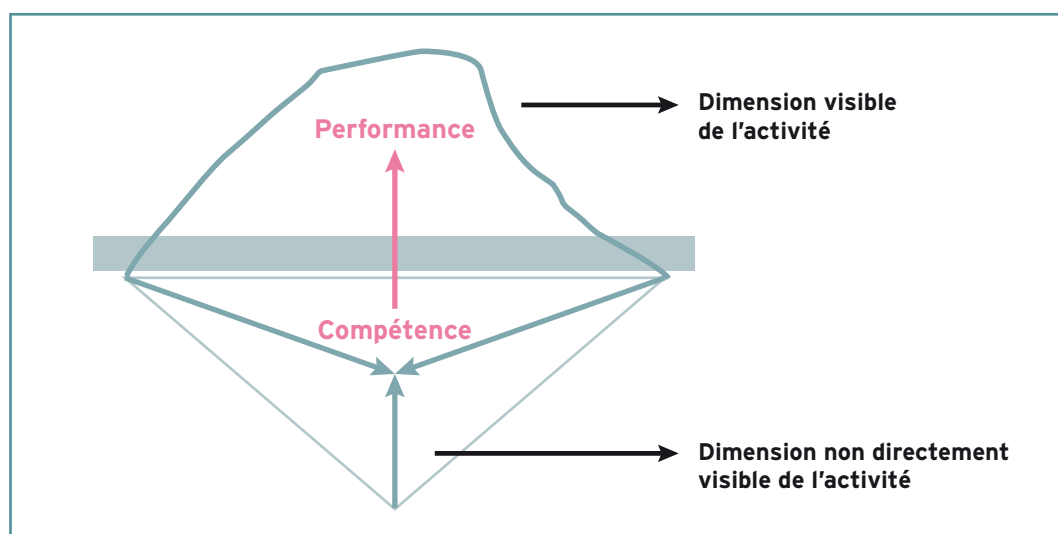 Dimension visible
de l’activité
Performance
Compétence
Dimension non directement
visible de l’activité